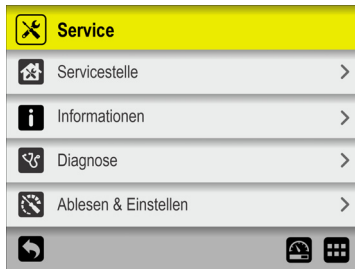 Service
Servicestelle
Informationen
Diagnose
Ablesen & Einstellen